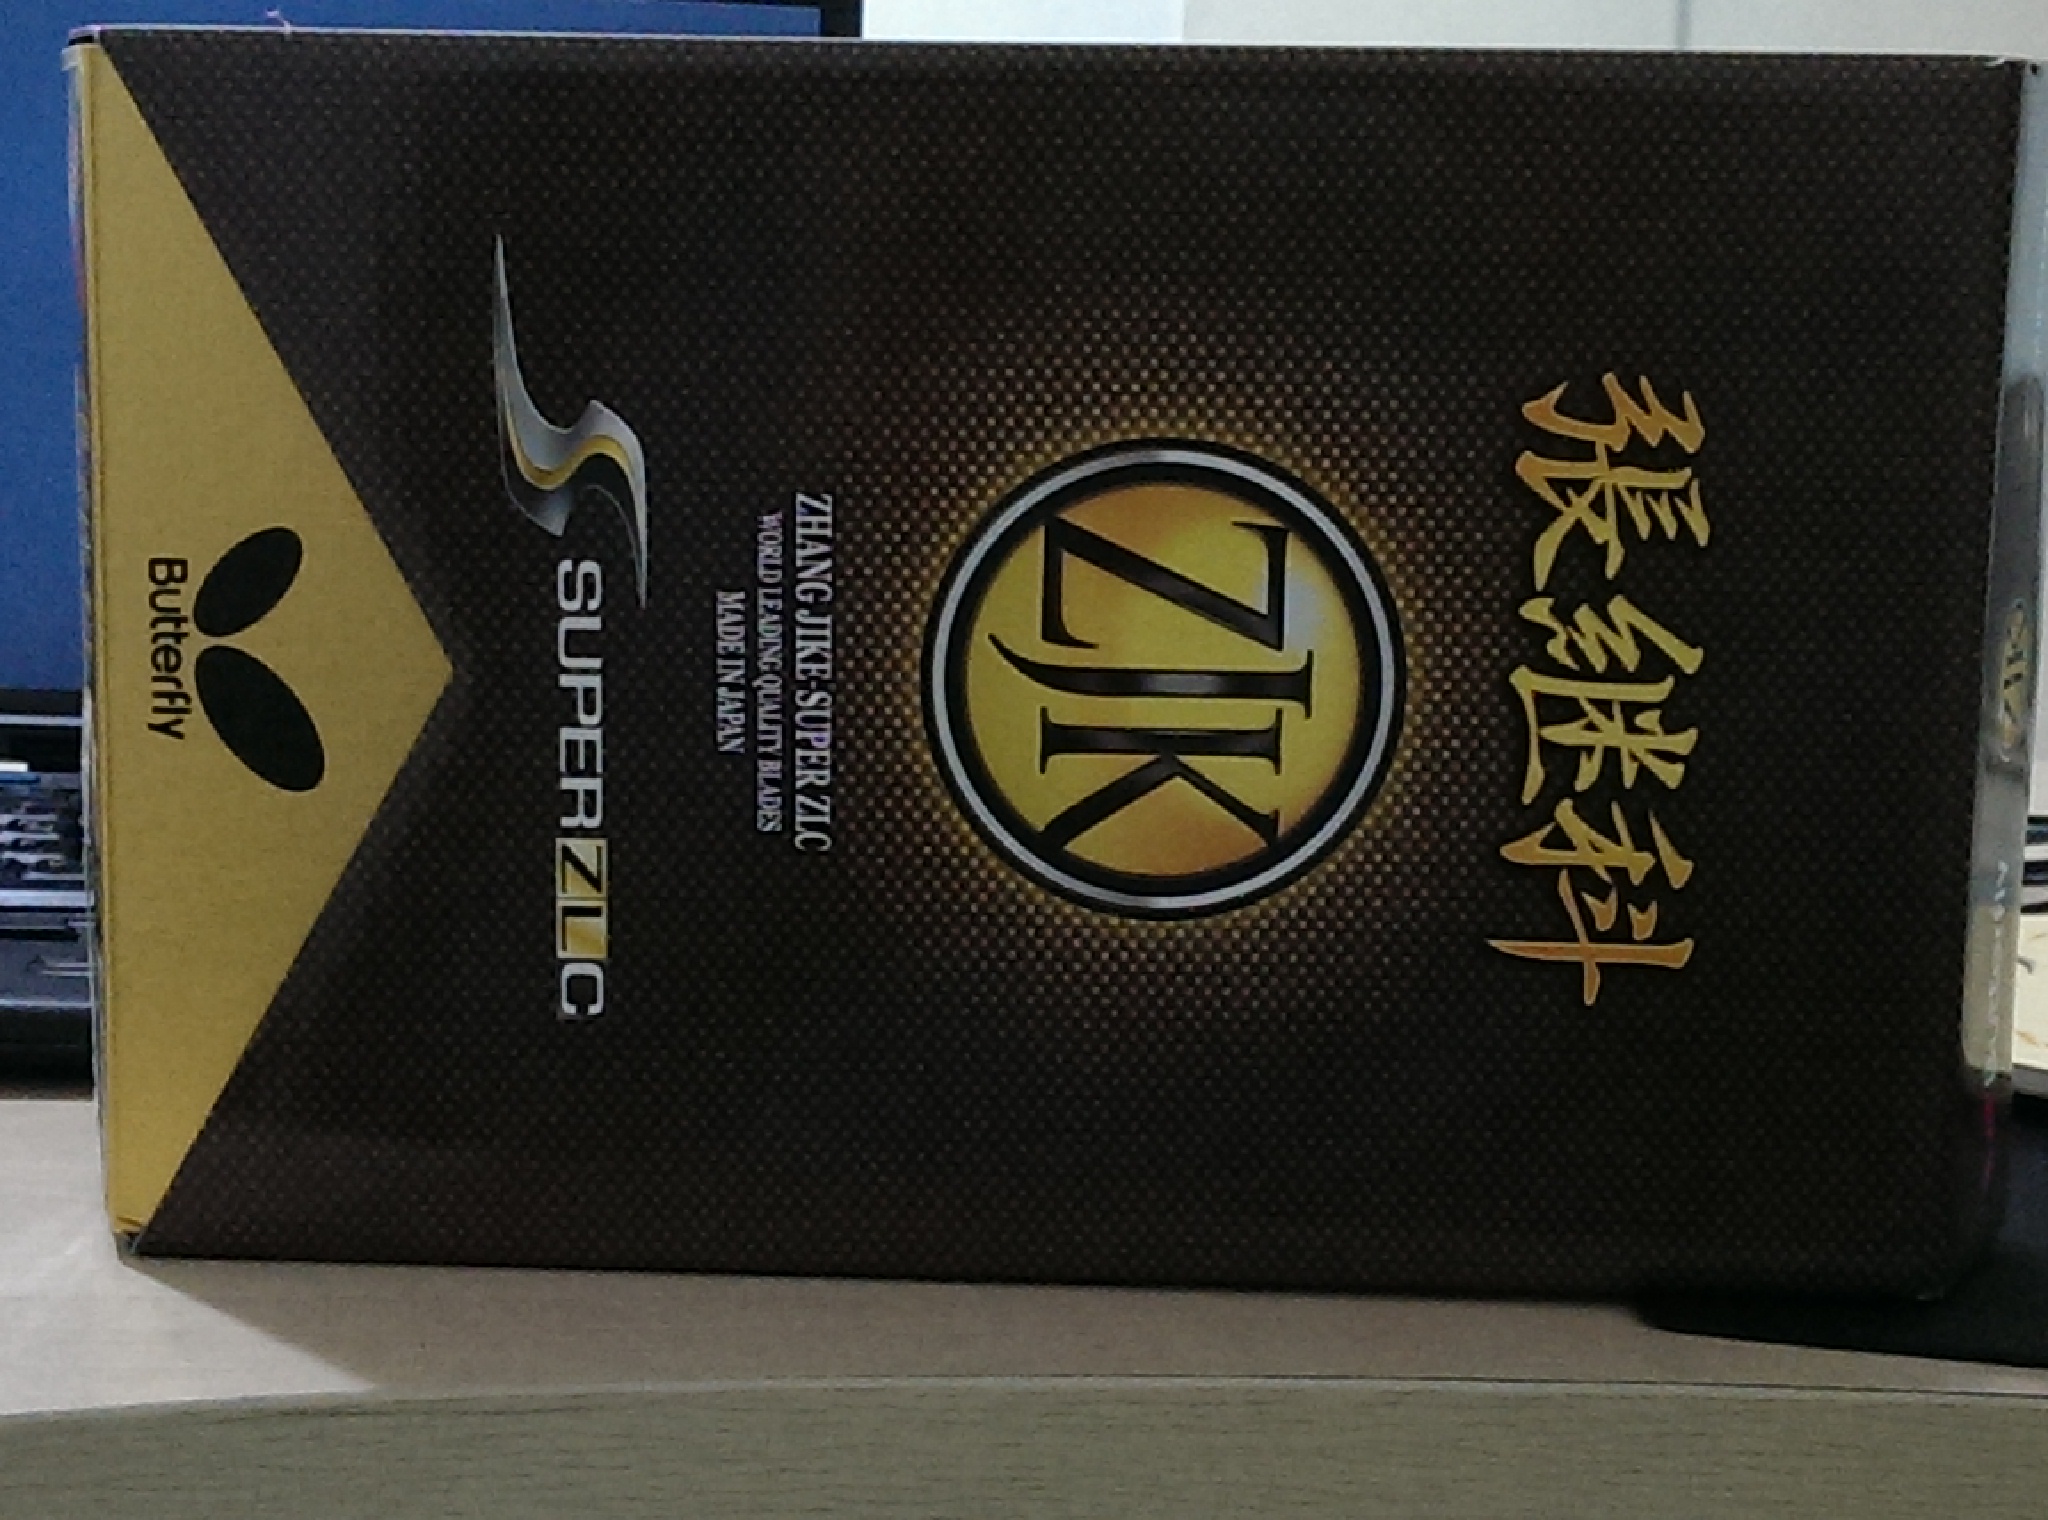 張継科
ZJK
ZHANG JIKE-SUPER ZLC
WORLD LEADING QUALITY BLADES
MADE IN JAPAN
SUPER ZLC
Butterfly